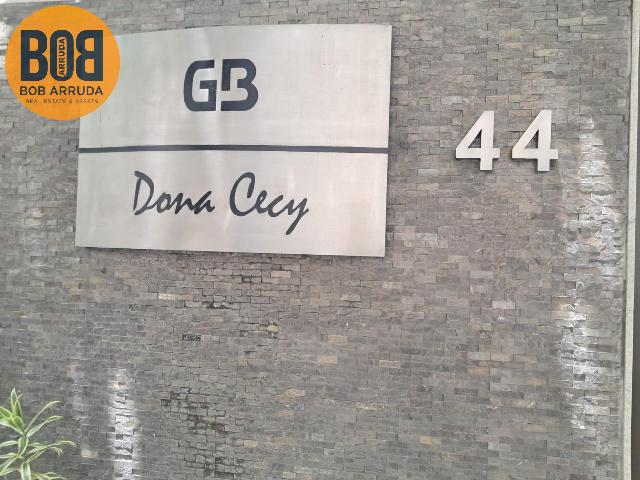 BOB
ARRUDA
BOB ARRUDA
REAL ESTATE & ASSETS
GB
Dona Cecy
44